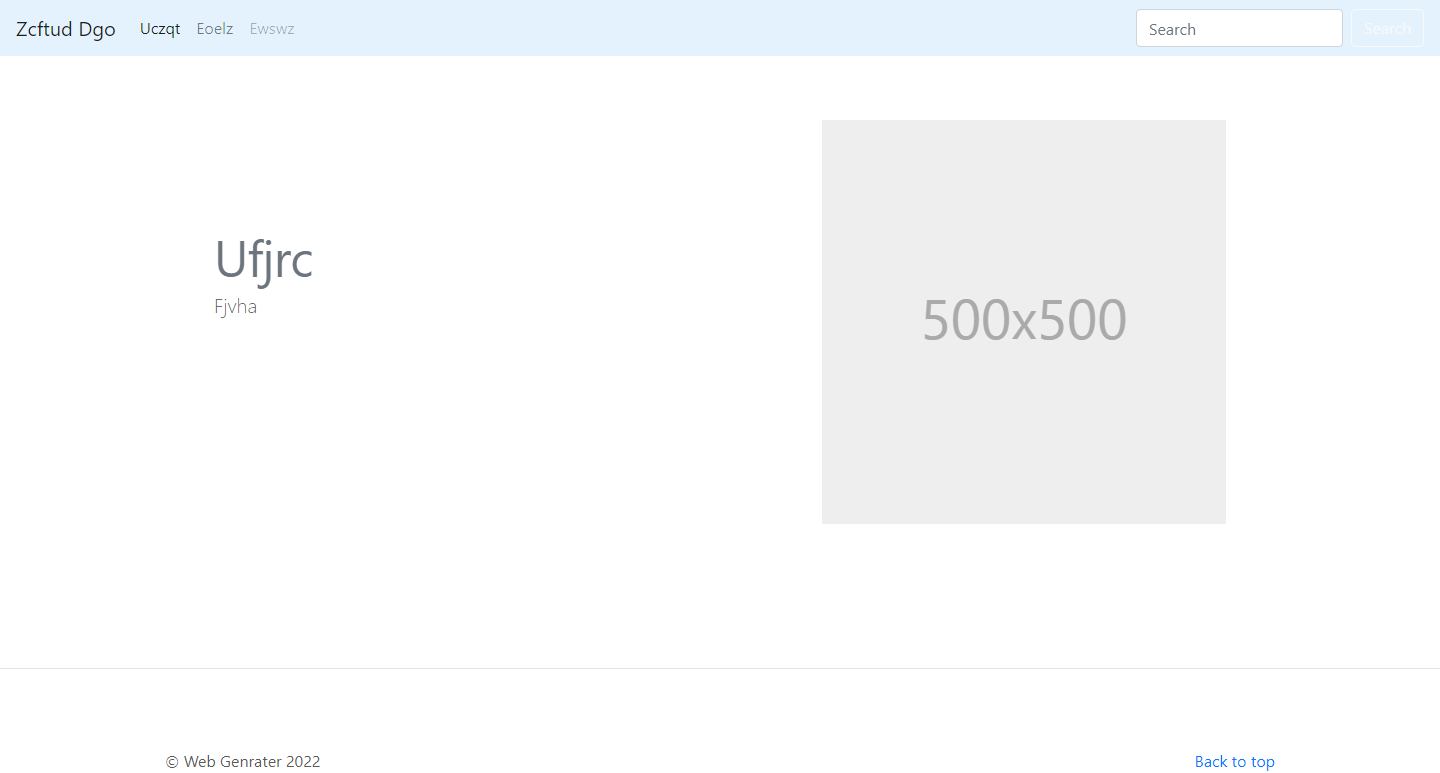 Zcftud Dgo Uczqt Eoelz Ewswz Search Search
Ufjrc
Fjvha
500x500
© Web Genrater 2022 Back to top